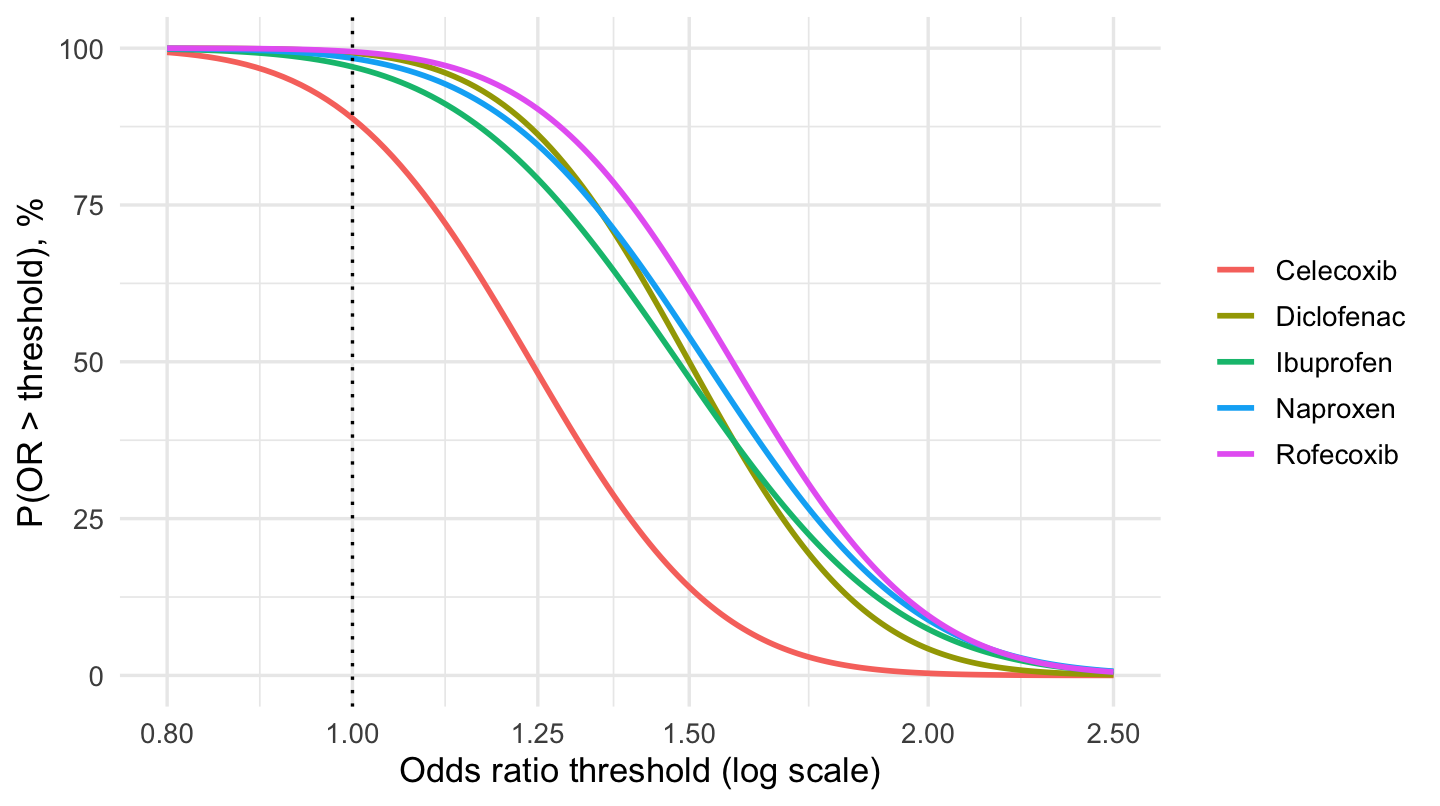 P(OR > threshold), %
100
75
50
25
0
0.80 1.00 1.25 1.50 2.00 2.50
Odds ratio threshold (log scale)
Celecoxib
Diclofenac
Ibuprofen
Naproxen
Rofecoxib